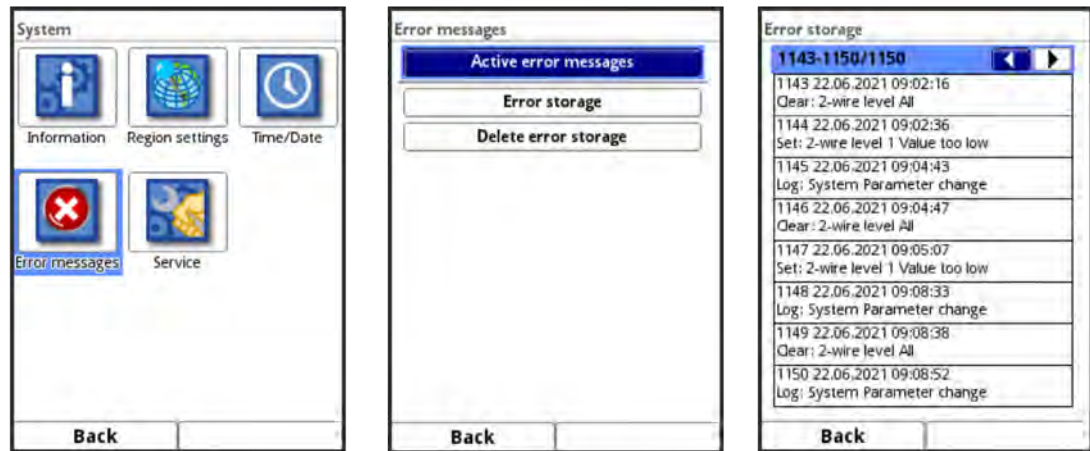 System
Information
Region settings
Time/Date
Error messages
Service
Back
Error messages
Active error messages
Error storage
Delete error storage
Back
Error storage
1143-1150/1150
1143 22.06.2021 09:02:16
Clear: 2-wire level All
1144 22.06.2021 09:02:36
Set: 2-wire level 1 Value too low
1145 22.06.2021 09:04:43
Log: System Parameter change
1146 22.06.2021 09:04:47
Clear: 2-wire level All
1147 22.06.2021 09:05:07
Set: 2-wire level 1 Value too low
1148 22.06.2021 09:08:33
Log: System Parameter change
1149 22.06.2021 09:08:38
Clear: 2-wire level All
1150 22.06.2021 09:08:52
Log: System Parameter change
Back